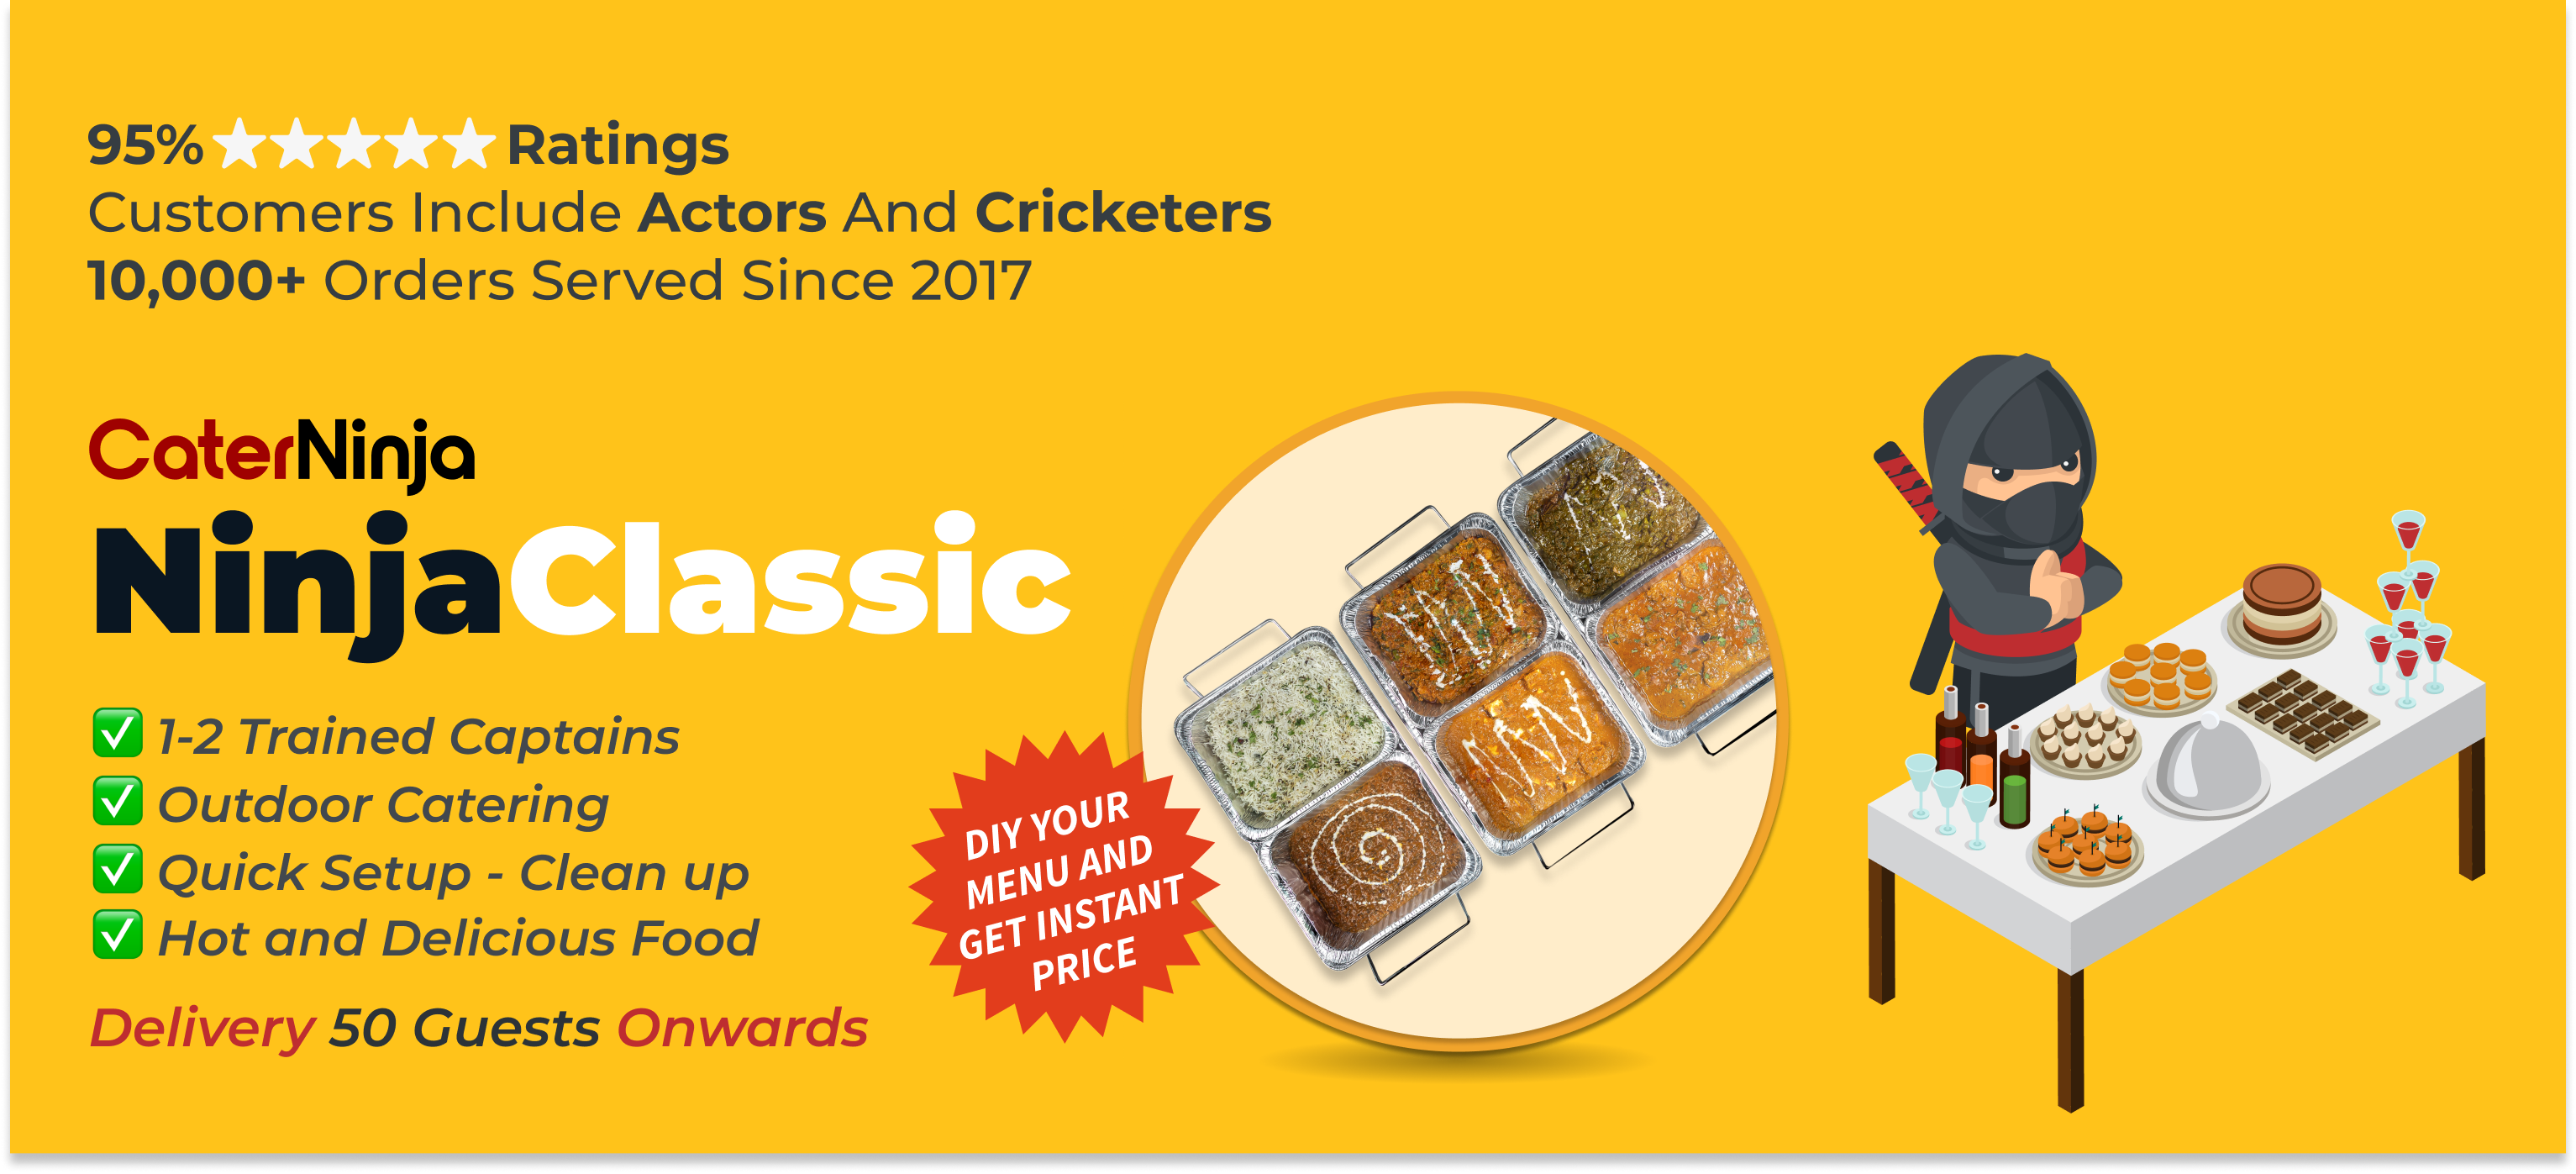 95% ★★★★★ Ratings
Customers Include Actors And Cricketers
10,000+ Orders Served Since 2017
CaterNinja
NinjaClassic
✅ 1-2 Trained Captains
✅ Outdoor Catering
✅ Quick Setup - Clean up
✅ Hot and Delicious Food
Delivery 50 Guests Onwards
DIY YOUR
MENU AND
GET INSTANT
PRICE